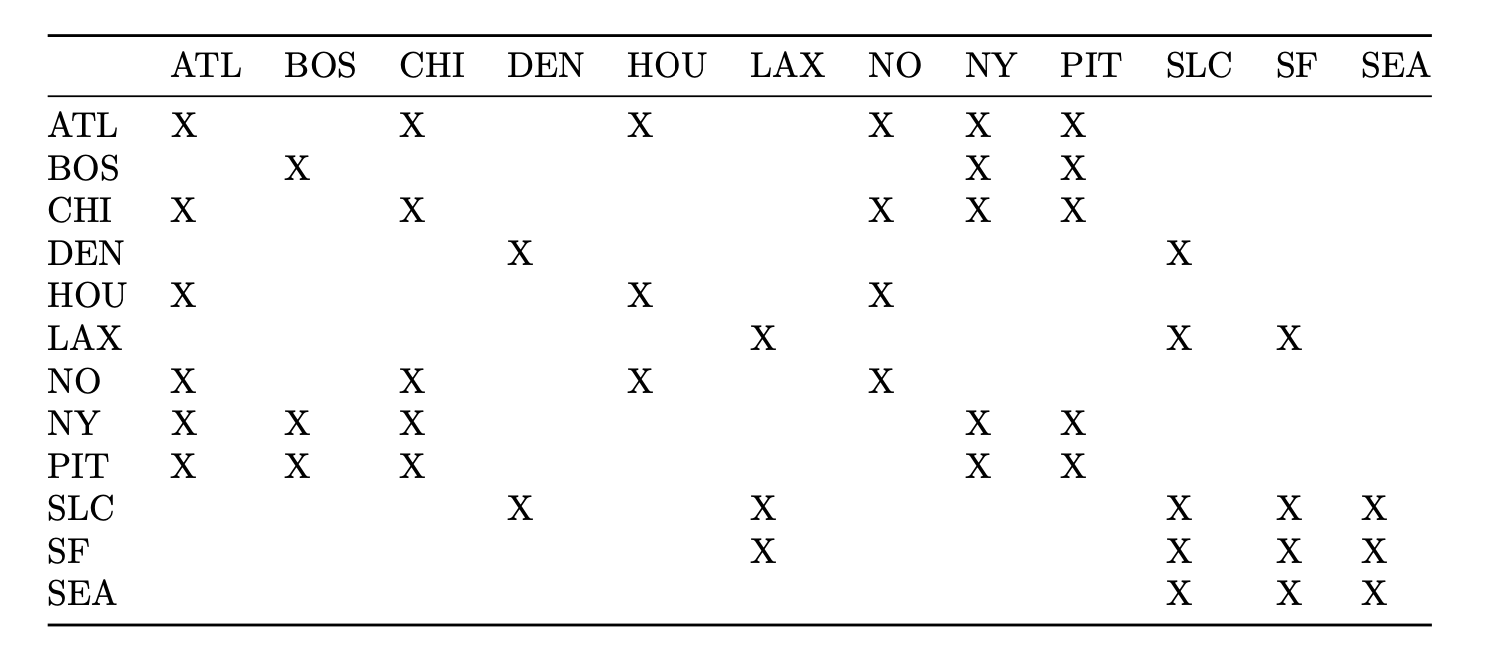 ATL BOS CHI DEN HOU LAX NO NY PIT SLC SF SEA
ATL X X X X X X
BOS X X X
CHI X X X X X
DEN X X
HOU X X X
LAX X X X
NO X X X X
NY X X X X X
PIT X X X X X
SLC X X X X X
SF X X X X
SEA X X X